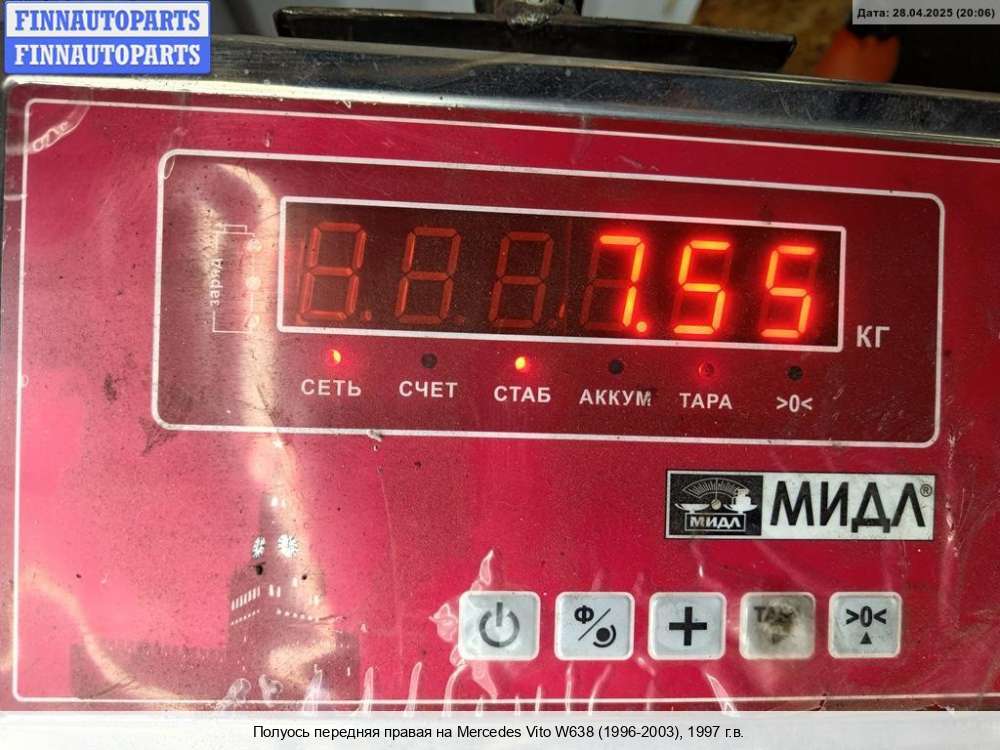 FINNAUTOPARTS
FINNAUTOPARTS
Дата: 28.04.2025 (20:06)
заряд
7.55
КГ
СЕТЬ СЧЕТ СТАБ АККУМ ТАРА >0<
МИДЛ МИДЛ®
Ф/ + >0<
Полуось передняя правая на Mercedes Vito W638 (1996-2003), 1997 г.в.